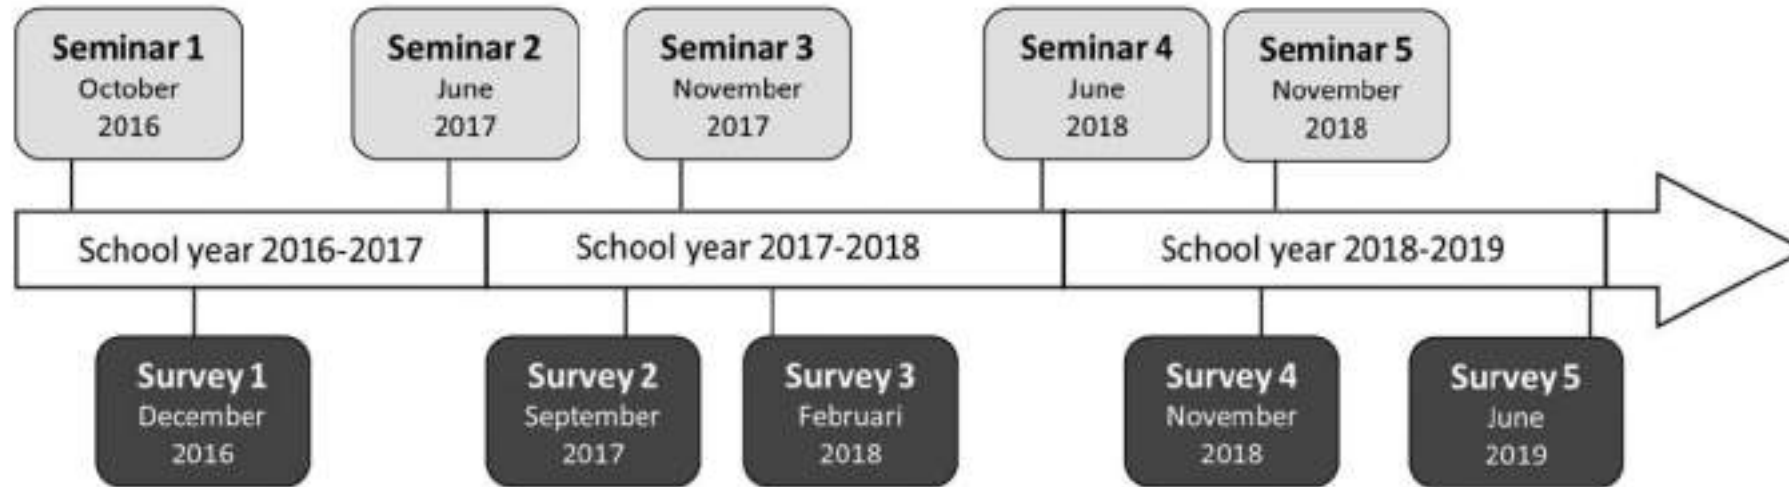 Seminar 1
October
2016
Seminar 2
June
2017
Seminar 3
November
2017
Seminar 4
June
2018
Seminar 5
November
2018
School year 2016-2017
School year 2017-2018
School year 2018-2019
Survey 1
December
2016
Survey 2
September
2017
Survey 3
Februari
2018
Survey 4
November
2018
Survey 5
June
2019